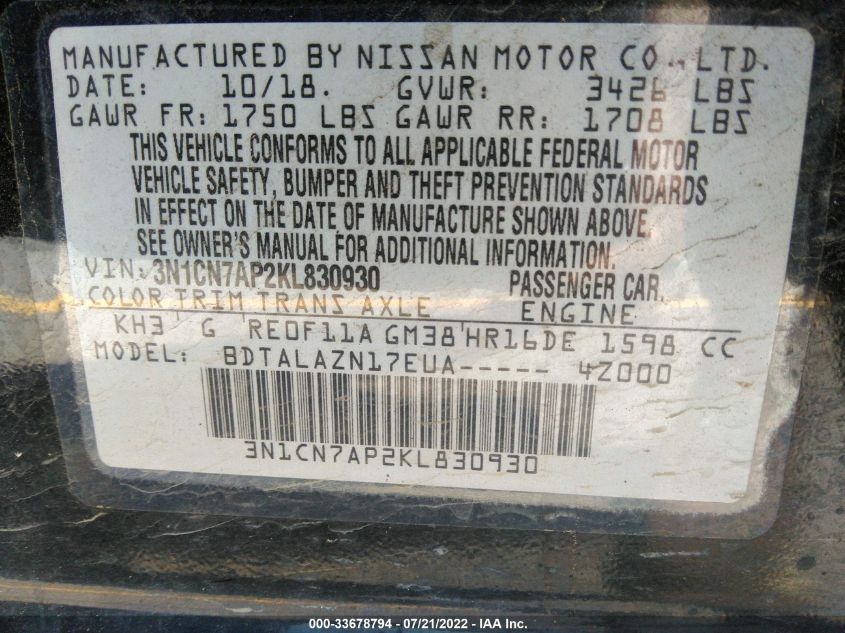 MANUFACTURED BY NISSAN MOTOR CO., LTD.
DATE: 10/18. GVWR: 3426 LBS
GAWR FR: 1750 LBS GAWR RR: 1708 LBS
THIS VEHICLE CONFORMS TO ALL APPLICABLE FEDERAL MOTOR
VEHICLE SAFETY, BUMPER AND THEFT PREVENTION STANDARDS
IN EFFECT ON THE DATE OF MANUFACTURE SHOWN ABOVE.
SEE OWNER'S MANUAL FOR ADDITIONAL INFORMATION.
VIN: 3N1CN7AP2KL830930 PASSENGER CAR.
COLOR TRIM TRANS AXLE ENGINE
KH3 G RE0F11A GM38 HR16DE 1598 CC
MODEL: BDTALAZN17EUA----- 4Z000
3N1CN7AP2KL830930
000-33678794 - 07/21/2022 - IAA Inc.